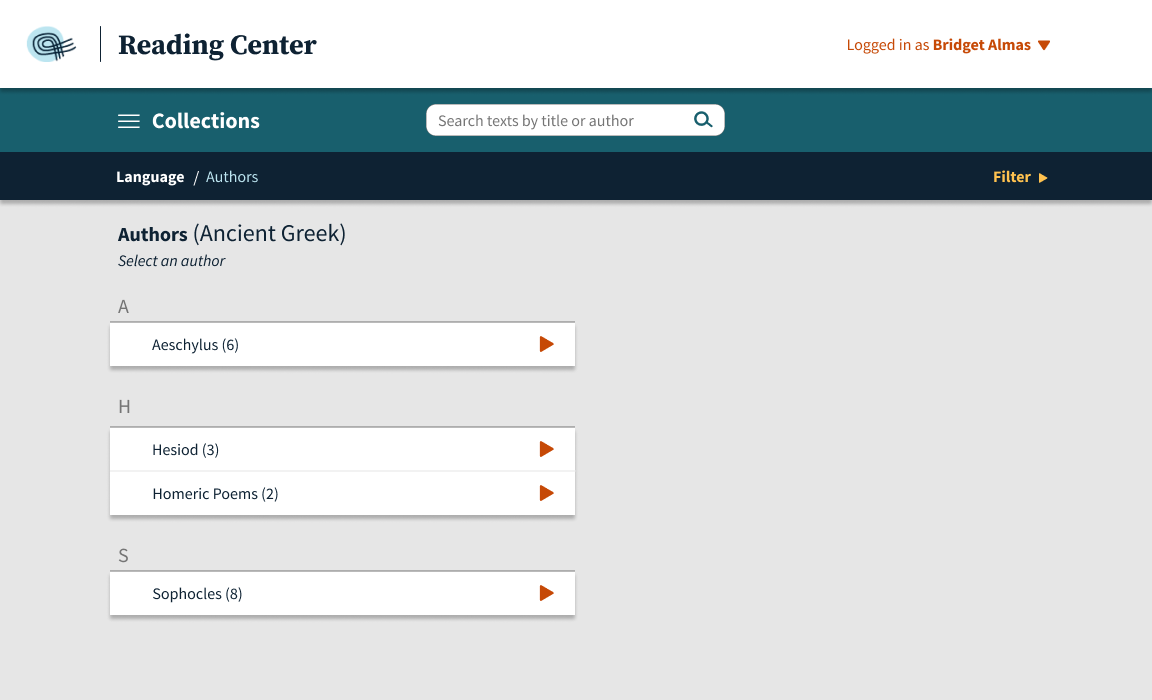 Reading Center
Logged in as Bridget Almas
Collections
Search texts by title or author
Language / Authors
Filter
Authors (Ancient Greek)
Select an author
A
Aeschylus (6)
H
Hesiod (3)
Homeric Poems (2)
S
Sophocles (8)